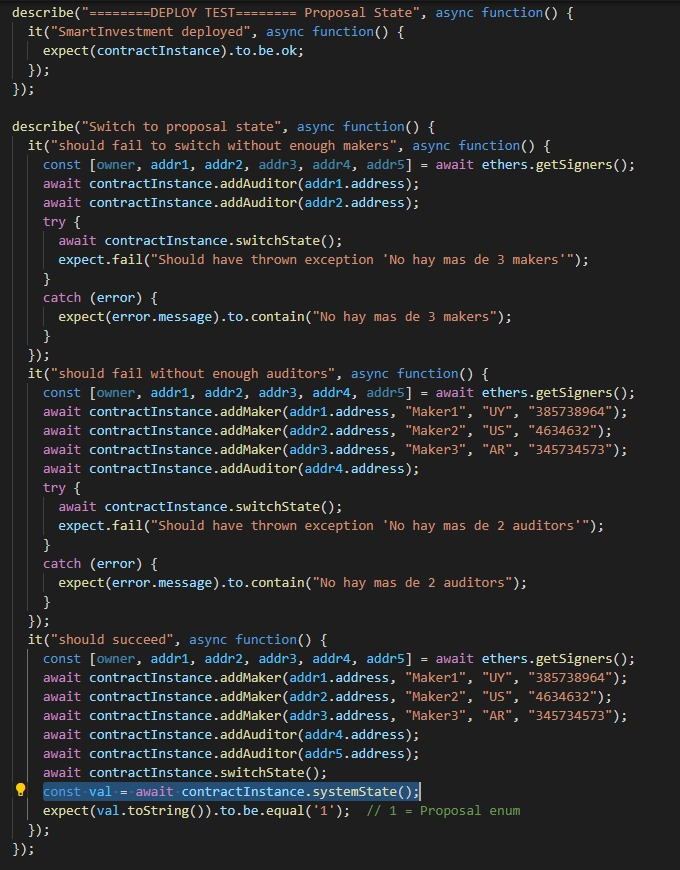 describe("========DEPLOY TEST======== Proposal State", async function() {
  it("SmartInvestment deployed", async function() {
    expect(contractInstance).to.be.ok;
  });
});

describe("Switch to proposal state", async function() {
  it("should fail to switch without enough makers", async function() {
    const [owner, addr1, addr2, addr3, addr4, addr5] = await ethers.getSigners();
    await contractInstance.addAuditor(addr1.address);
    await contractInstance.addAuditor(addr2.address);
    try {
      await contractInstance.switchState();
      expect.fail("Should have thrown exception 'No hay mas de 3 makers'");
    }
    catch (error) {
      expect(error.message).to.contain("No hay mas de 3 makers");
    }
  });
  it("should fail without enough auditors", async function() {
    const [owner, addr1, addr2, addr3, addr4, addr5] = await ethers.getSigners();
    await contractInstance.addMaker(addr1.address, "Maker1", "UY", "385738964");
    await contractInstance.addMaker(addr2.address, "Maker2", "US", "4634632");
    await contractInstance.addMaker(addr3.address, "Maker3", "AR", "345734573");
    await contractInstance.addAuditor(addr4.address);
    try {
      await contractInstance.switchState();
      expect.fail("Should have thrown exception 'No hay mas de 2 auditors'");
    }
    catch (error) {
      expect(error.message).to.contain("No hay mas de 2 auditors");
    }
  });
  it("should succeed", async function() {
    const [owner, addr1, addr2, addr3, addr4, addr5] = await ethers.getSigners();
    await contractInstance.addMaker(addr1.address, "Maker1", "UY", "385738964");
    await contractInstance.addMaker(addr2.address, "Maker2", "US", "4634632");
    await contractInstance.addMaker(addr3.address, "Maker3", "AR", "345734573");
    await contractInstance.addAuditor(addr4.address);
    await contractInstance.addAuditor(addr5.address);
    await contractInstance.switchState();
    const val = await contractInstance.systemState();
    expect(val.toString()).to.be.equal('1');  // 1 = Proposal enum
  });
});